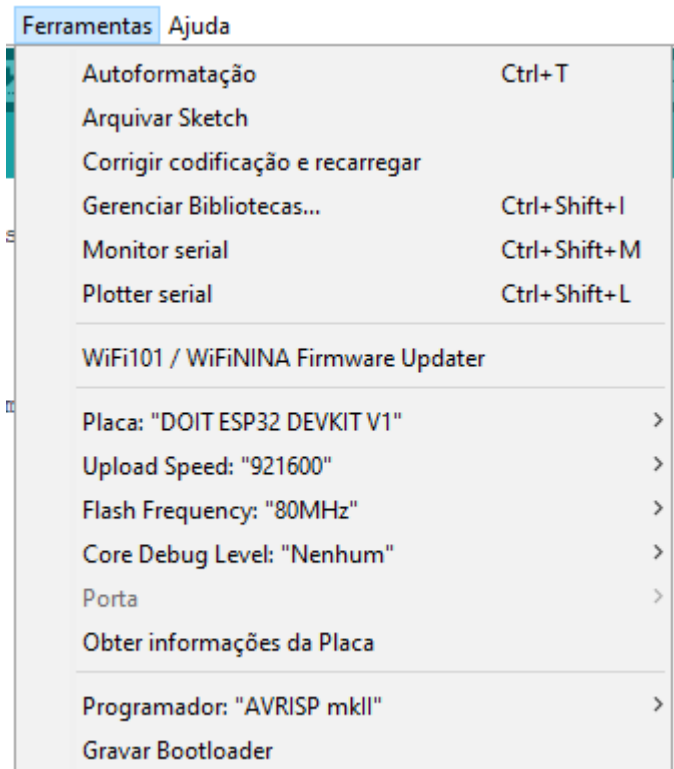 Ferramentas Ajuda
Autoformatação Ctrl+T
Arquivar Sketch
Corrigir codificação e recarregar
Gerenciar Bibliotecas... Ctrl+Shift+I
Monitor serial Ctrl+Shift+M
Plotter serial Ctrl+Shift+L
WiFi101 / WiFiNINA Firmware Updater
Placa: "DOIT ESP32 DEVKIT V1"
Upload Speed: "921600"
Flash Frequency: "80MHz"
Core Debug Level: "Nenhum"
Porta
Obter informações da Placa
Programador: "AVRISP mkII"
Gravar Bootloader